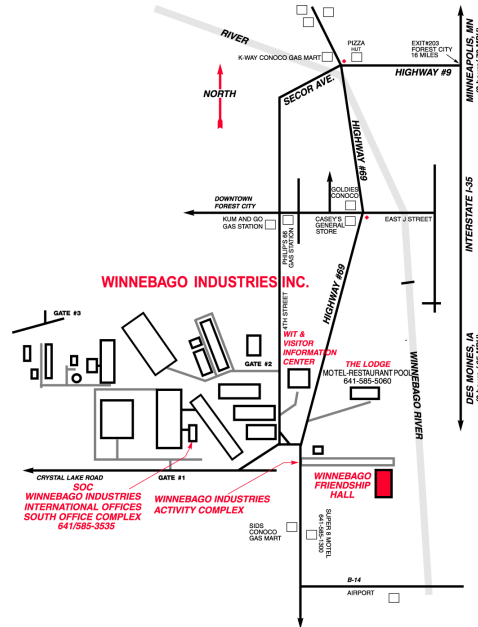 RIVER
PIZZA
HUT
K-WAY CONOCO GAS MART
EXIT#203
FOREST CITY
16 MILES
HIGHWAY #9
MINNEAPOLIS, MN
SECOR AVE.
NORTH
HIGHWAY #69
INTERSTATE I-35
GOLDIES
CONOCO
DOWNTOWN
FOREST CITY
KUM AND GO
GAS STATION
PHILIP'S 66
GAS STATION
CASEY'S
GENERAL
STORE
EAST J STREET
WINNEBAGO INDUSTRIES INC.
HIGHWAY #69
4TH STREET
GATE #3
WIT &
VISITOR
INFORMATION
CENTER
GATE #2
THE LODGE
MOTEL-RESTAURANT POOL
641-585-5060
DES MOINES, IA
WINNEBAGO RIVER
CRYSTAL LAKE ROAD
GATE #1
SOC
WINNEBAGO INDUSTRIES
INTERNATIONAL OFFICES
SOUTH OFFICE COMPLEX
641/585-3535
WINNEBAGO INDUSTRIES
ACTIVITY COMPLEX
WINNEBAGO
FRIENDSHIP
HALL
SIDS
CONOCO
GAS MART
SUPER 8 MOTEL
641-585-1300
B-14
AIRPORT